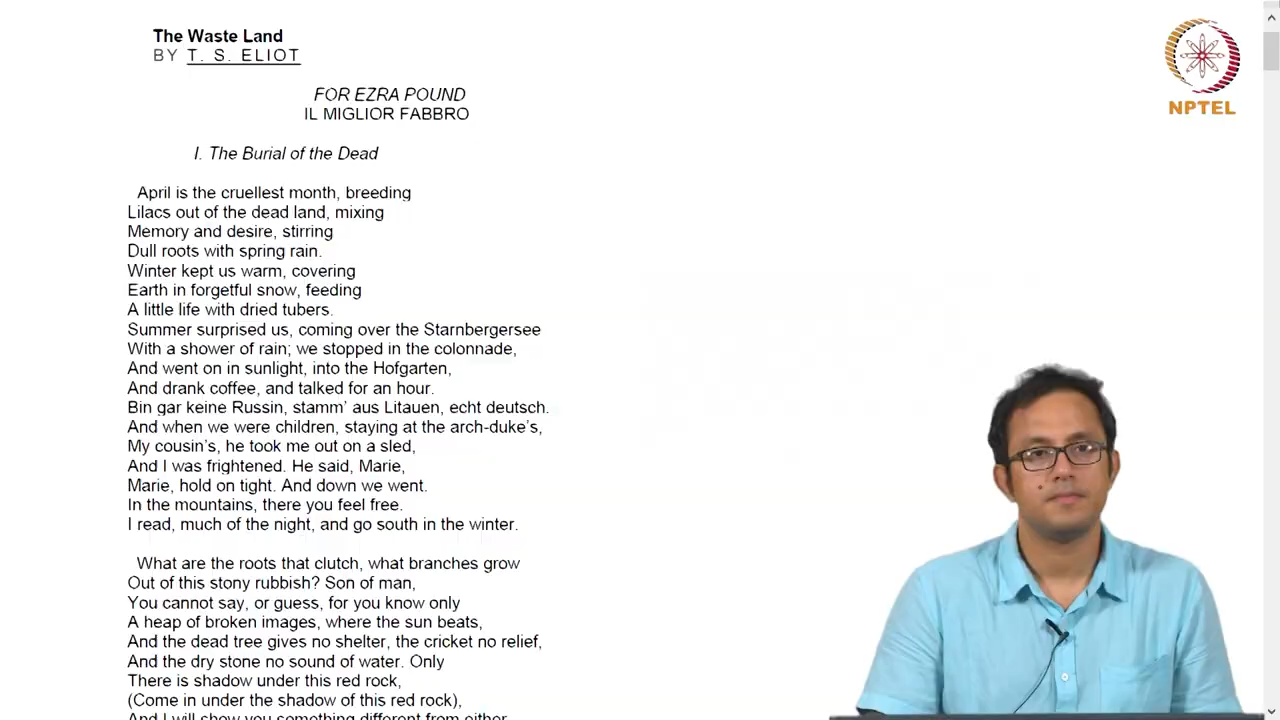 The Waste Land
BY T. S. ELIOT
FOR EZRA POUND
IL MIGLIOR FABBRO
I. The Burial of the Dead
April is the cruellest month, breeding
Lilacs out of the dead land, mixing
Memory and desire, stirring
Dull roots with spring rain.
Winter kept us warm, covering
Earth in forgetful snow, feeding
A little life with dried tubers.
Summer surprised us, coming over the Starnbergersee
With a shower of rain; we stopped in the colonnade,
And went on in sunlight, into the Hofgarten,
And drank coffee, and talked for an hour.
Bin gar keine Russin, stamm’ aus Litauen, echt deutsch.
And when we were children, staying at the arch-duke’s,
My cousin’s, he took me out on a sled,
And I was frightened. He said, Marie,
Marie, hold on tight. And down we went.
In the mountains, there you feel free.
I read, much of the night, and go south in the winter.
What are the roots that clutch, what branches grow
Out of this stony rubbish? Son of man,
You cannot say, or guess, for you know only
A heap of broken images, where the sun beats,
And the dead tree gives no shelter, the cricket no relief,
And the dry stone no sound of water. Only
There is shadow under this red rock,
(Come in under the shadow of this red rock),
And I will show you something different from either
NPTEL